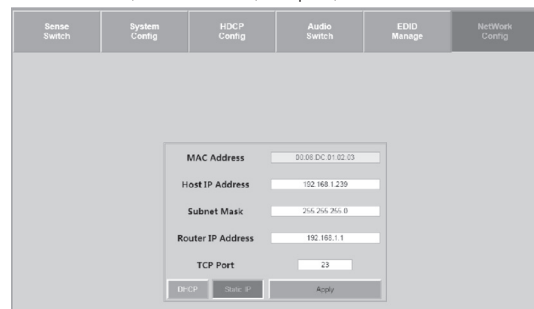 Sense Switch
System Config
HDCP Config
Audio Switch
EDID Manage
NetWork Config
MAC Address 00:08:DC:01:02:03
Host IP Address 192.168.1.239
Subnet Mask 255.255.255.0
Router IP Address 192.168.1.1
TCP Port 23
DHCP Static IP Apply